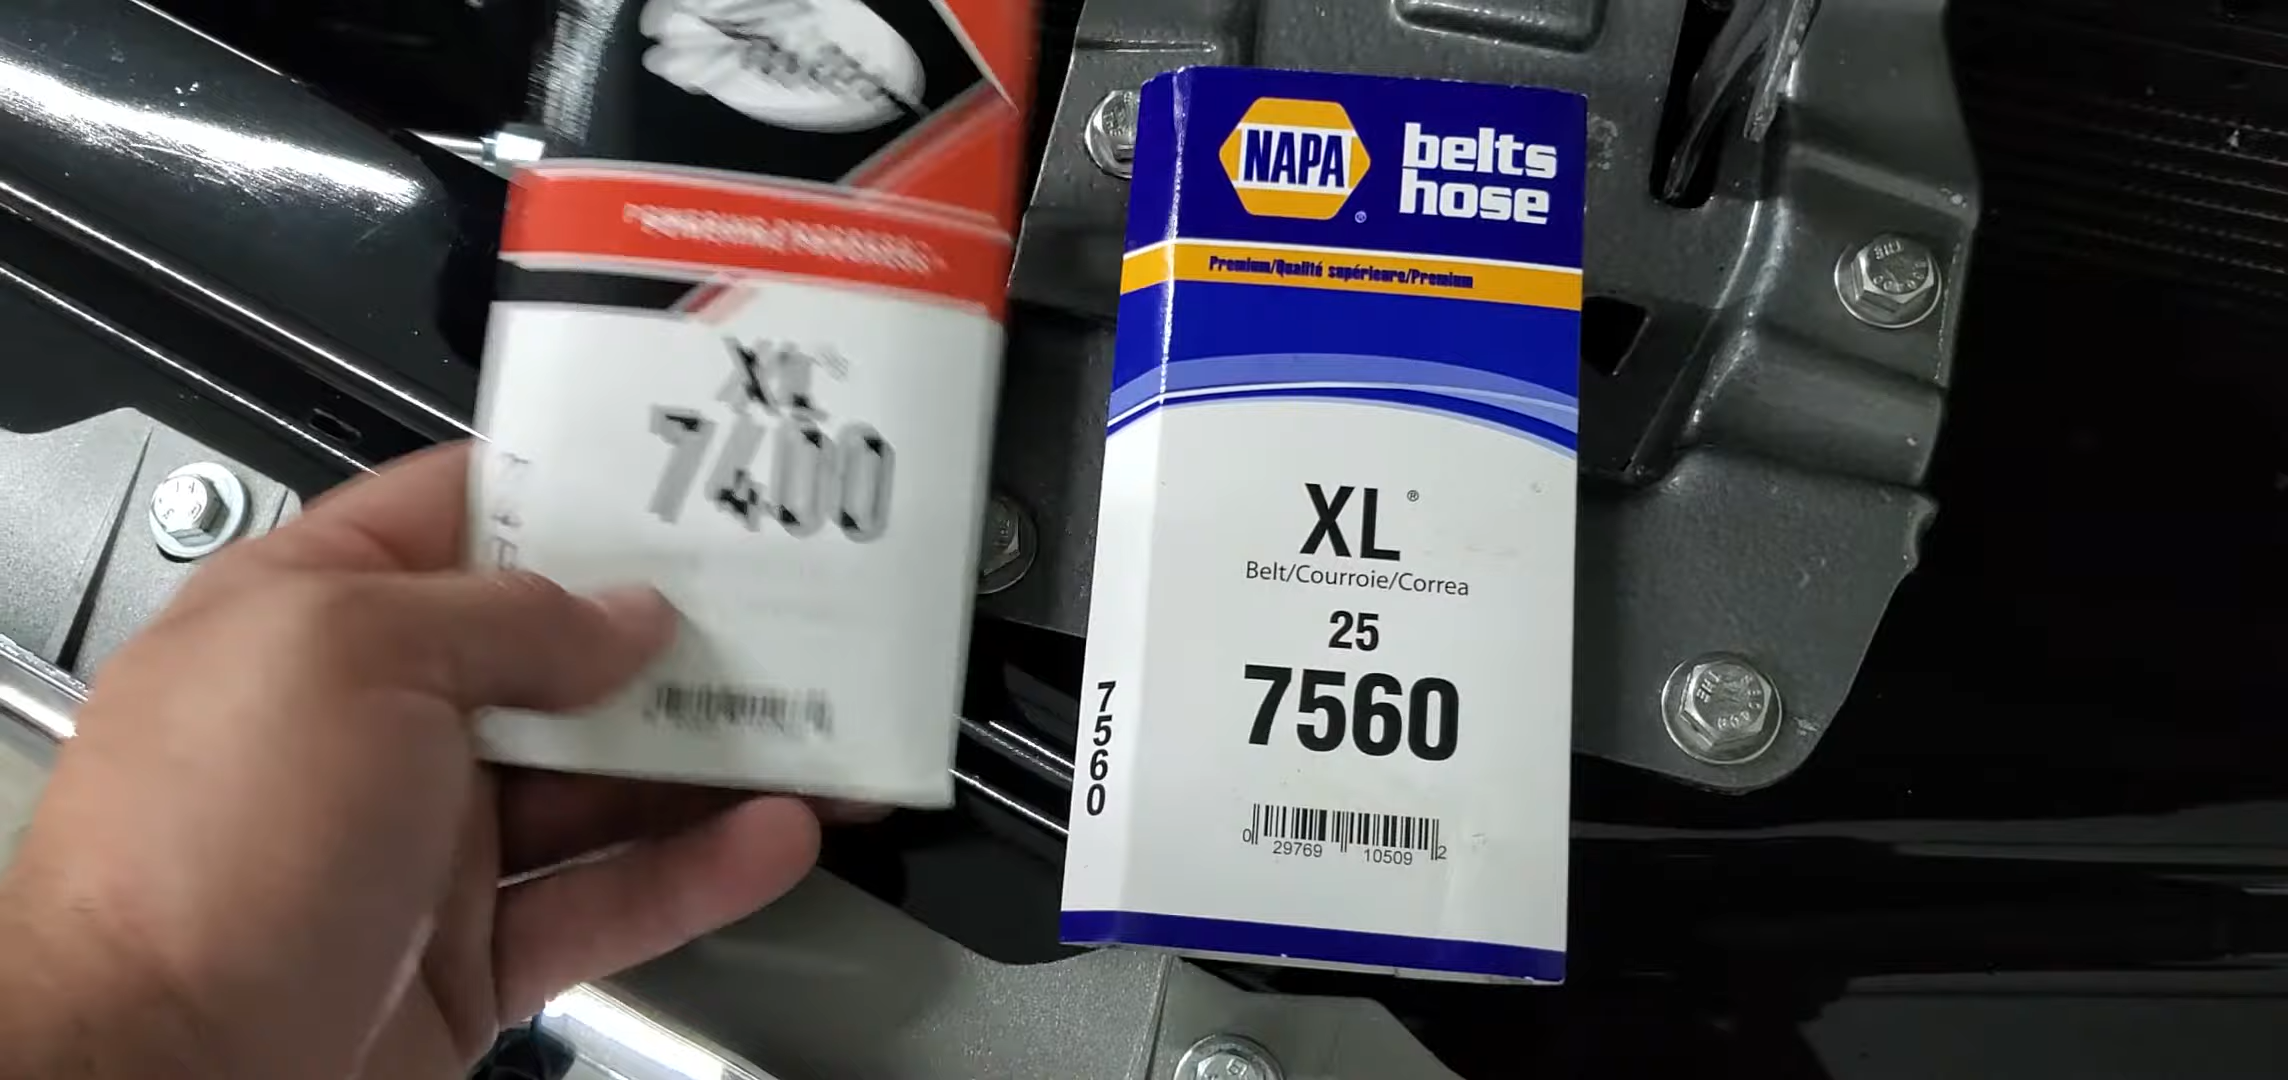 XL®
7400
NAPA®
belts
hose
Premium/Qualité supérieure/Premium
XL®
Belt/Courroie/Correa
25
7560
7560
0 29769 10509 2